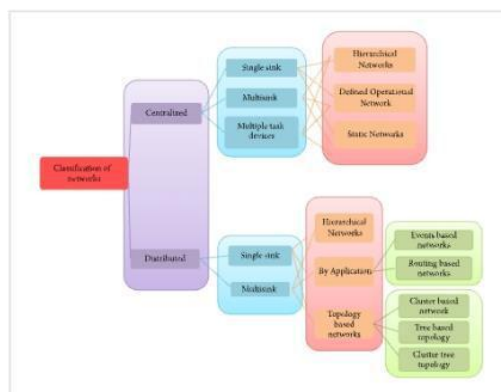 Classification of
networks
Centralized
Distributed
Single sink
Multisink
Multiple task
devices
Hierarchical
Networks
Defined Operational
Network
Static Networks
Single sink
Multisink
Hierarchical
Networks
By Application
Topology
based networks
Events based
networks
Routing based
networks
Cluster based
network
Tree based
topology
Cluster tree
topology